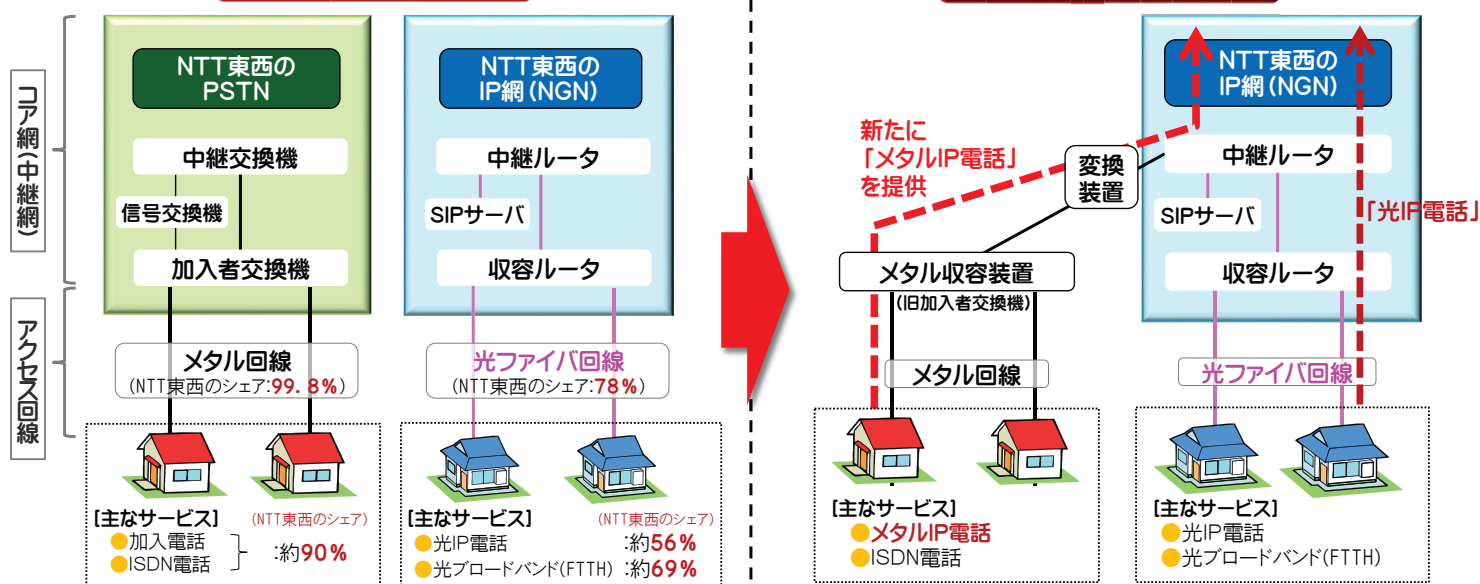 コア網(中継網)
アクセス回線
NTT東西の
PSTN
中継交換機
信号交換機
加入者交換機
メタル回線
(NTT東西のシェア:99.8%)
[主なサービス]
(NTT東西のシェア)
●加入電話
●ISDN電話
:約90%
NTT東西の
IP網(NGN)
中継ルータ
SIPサーバ
収容ルータ
光ファイバ回線
(NTT東西のシェア:78%)
[主なサービス]
(NTT東西のシェア)
●光IP電話 :約56%
●光ブロードバンド(FTTH) :約69%
新たに
「メタルIP電話」
を提供
変換
装置
メタル収容装置
(旧加入者交換機)
メタル回線
[主なサービス]
●メタルIP電話
●ISDN電話
NTT東西の
IP網(NGN)
中継ルータ
SIPサーバ
「光IP電話」
収容ルータ
光ファイバ回線
[主なサービス]
●光IP電話
●光ブロードバンド(FTTH)